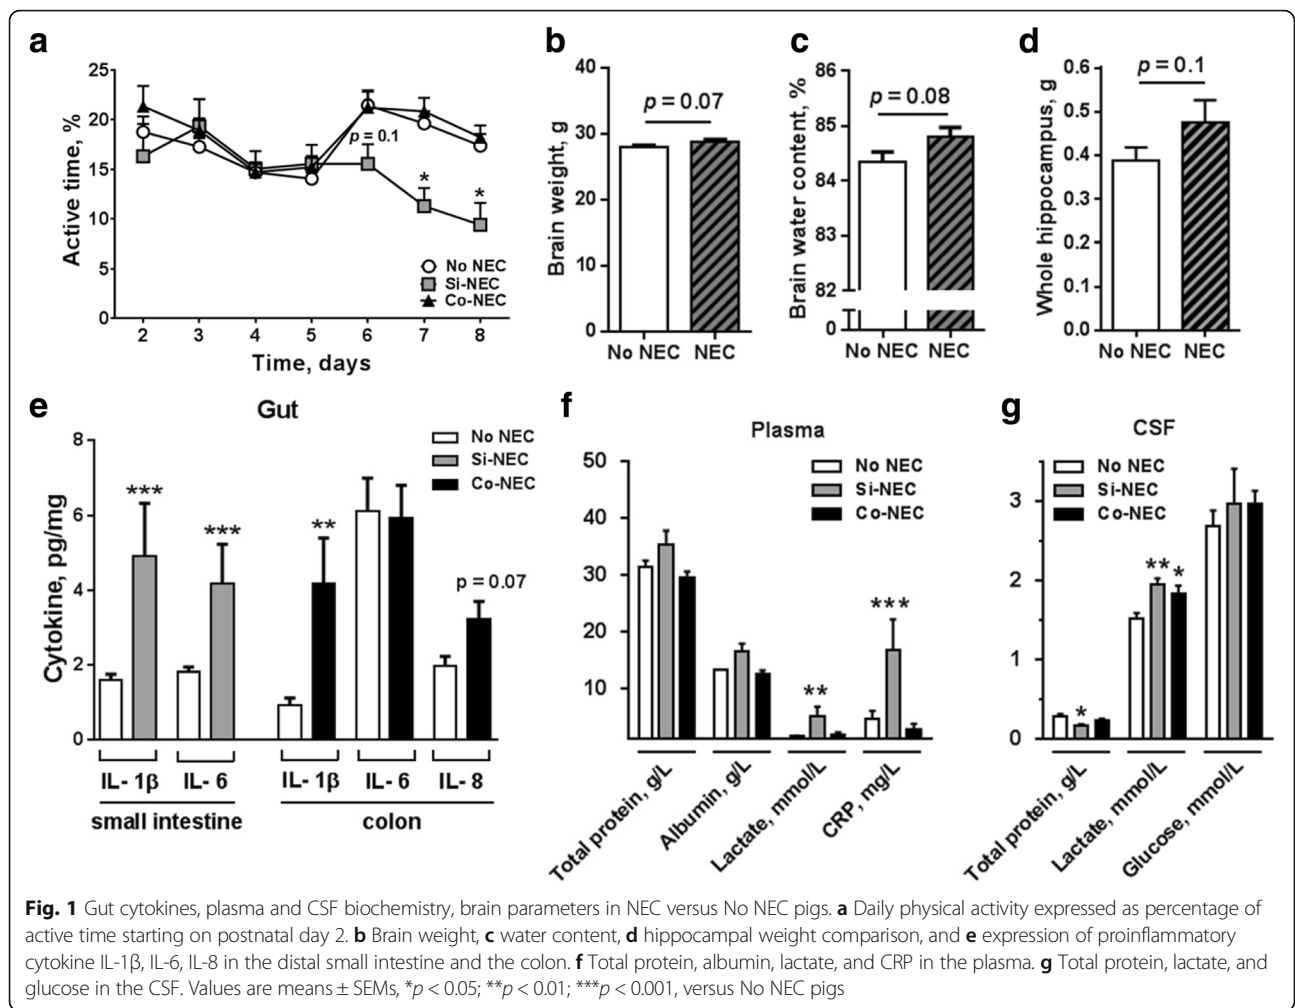 a
25
20
15
10
5
0
Active time, %
p = 0.1
*
*
No NEC
Si-NEC
Co-NEC
2 3 4 5 6 7 8
Time, days
b
40
30
20
10
0
Brain weight, g
p = 0.07
No NEC NEC
c
86
85
84
83
82
0
Brain water content, %
p = 0.08
No NEC NEC
d
0.6
0.5
0.4
0.3
0.2
0.1
0.0
Whole hippocampus, g
p = 0.1
No NEC NEC
e
Gut
8
6
4
2
0
Cytokine, pg/mg
No NEC
Si-NEC
Co-NEC
***
***
**
p = 0.07
IL- 1β IL- 6 IL- 1β IL- 6 IL- 8
small intestine colon
f
Plasma
50
40
30
20
10
No NEC
Si-NEC
Co-NEC
**
***
Total protein, g/L
Albumin, g/L
Lactate, mmol/L
CRP, mg/L
g
CSF
3
2
1
0
No NEC
Si-NEC
Co-NEC
*
**
*
Total protein, g/L
Lactate, mmol/L
Glucose, mmol/L
Fig. 1 Gut cytokines, plasma and CSF biochemistry, brain parameters in NEC versus No NEC pigs. a Daily physical activity expressed as percentage of
active time starting on postnatal day 2. b Brain weight, c water content, d hippocampal weight comparison, and e expression of proinflammatory
cytokine IL-1β, IL-6, IL-8 in the distal small intestine and the colon. f Total protein, albumin, lactate, and CRP in the plasma. g Total protein, lactate, and
glucose in the CSF. Values are means ± SEMs, *p < 0.05; **p < 0.01; ***p < 0.001, versus No NEC pigs